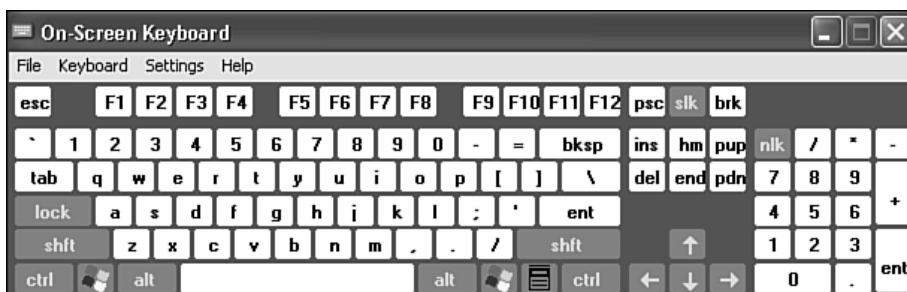 On-Screen Keyboard
File Keyboard Settings Help
esc F1 F2 F3 F4 F5 F6 F7 F8 F9 F10 F11 F12 psc slk brk
` 1 2 3 4 5 6 7 8 9 0 - = bksp ins hm pup nlk / * -
tab q w e r t y u i o p [ ] \ del end pdn 7 8 9 +
lock a s d f g h j k l ; ' ent 4 5 6
shft z x c v b n m , . / shft ↑ 1 2 3 ent
ctrl alt alt ctrl ← ↓ → 0 .